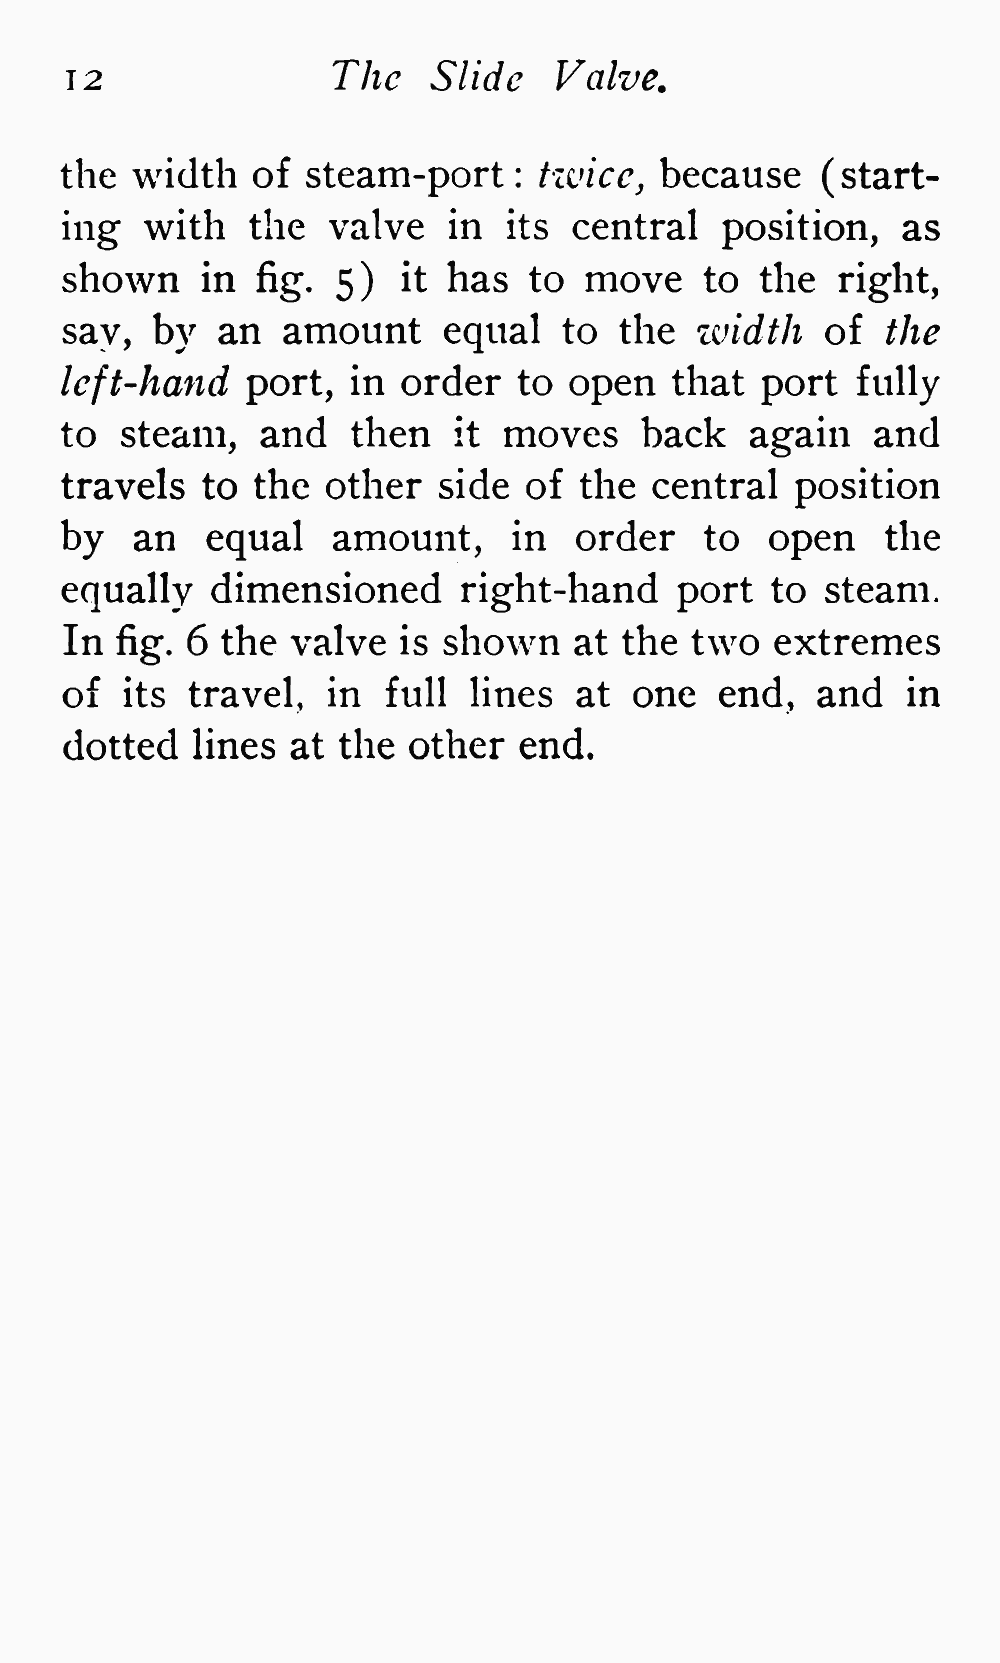 12 The Slide Valve.
the width of steam-port : twice, because (start-
ing with the valve in its central position, as
shown in fig. 5) it has to move to the right,
say, by an amount equal to the width of the
left-hand port, in order to open that port fully
to steam, and then it moves back again and
travels to the other side of the central position
by an equal amount, in order to open the
equally dimensioned right-hand port to steam.
In fig. 6 the valve is shown at the two extremes
of its travel, in full lines at one end, and in
dotted lines at the other end.